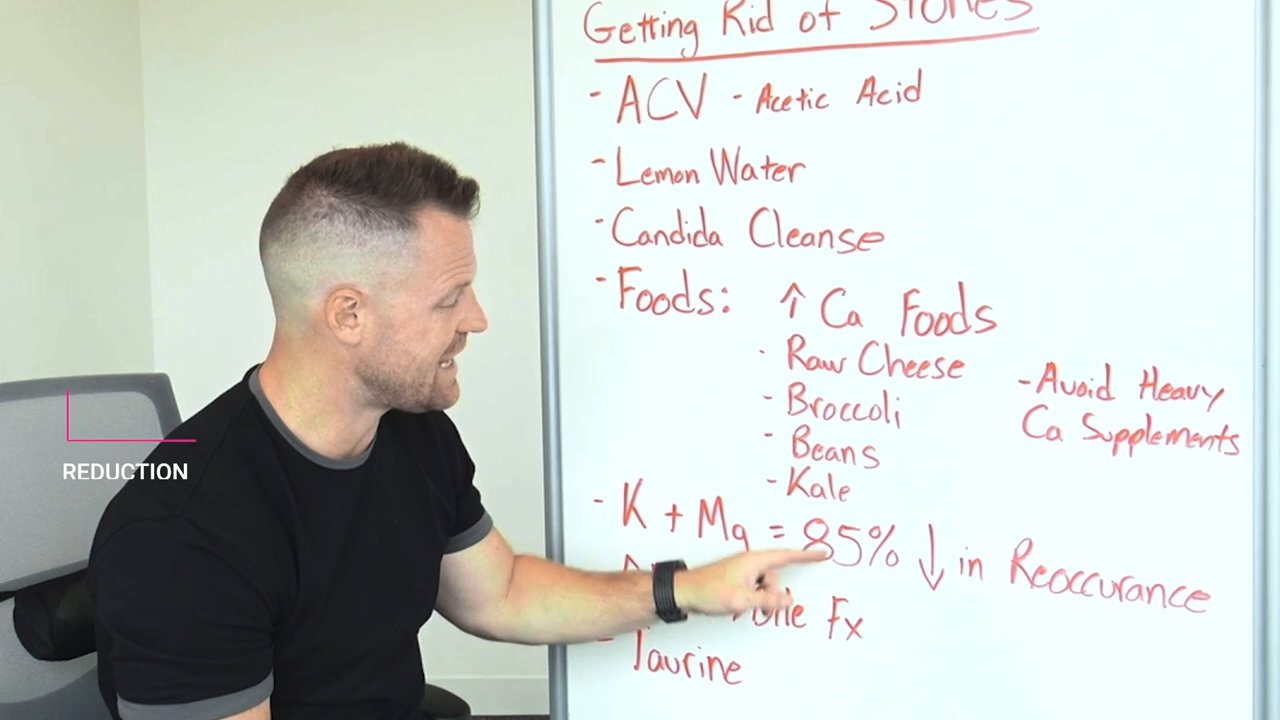 Getting Rid of Stones
- ACV - Acetic Acid
- Lemon Water
- Candida Cleanse
- Foods: ↑ Ca Foods
· Raw Cheese
- Broccoli
- Beans
- Kale
- Avoid Heavy
Ca Supplements
- K + Mg = 85% ↓ in Reoccurance
Fx
- Taurine
REDUCTION